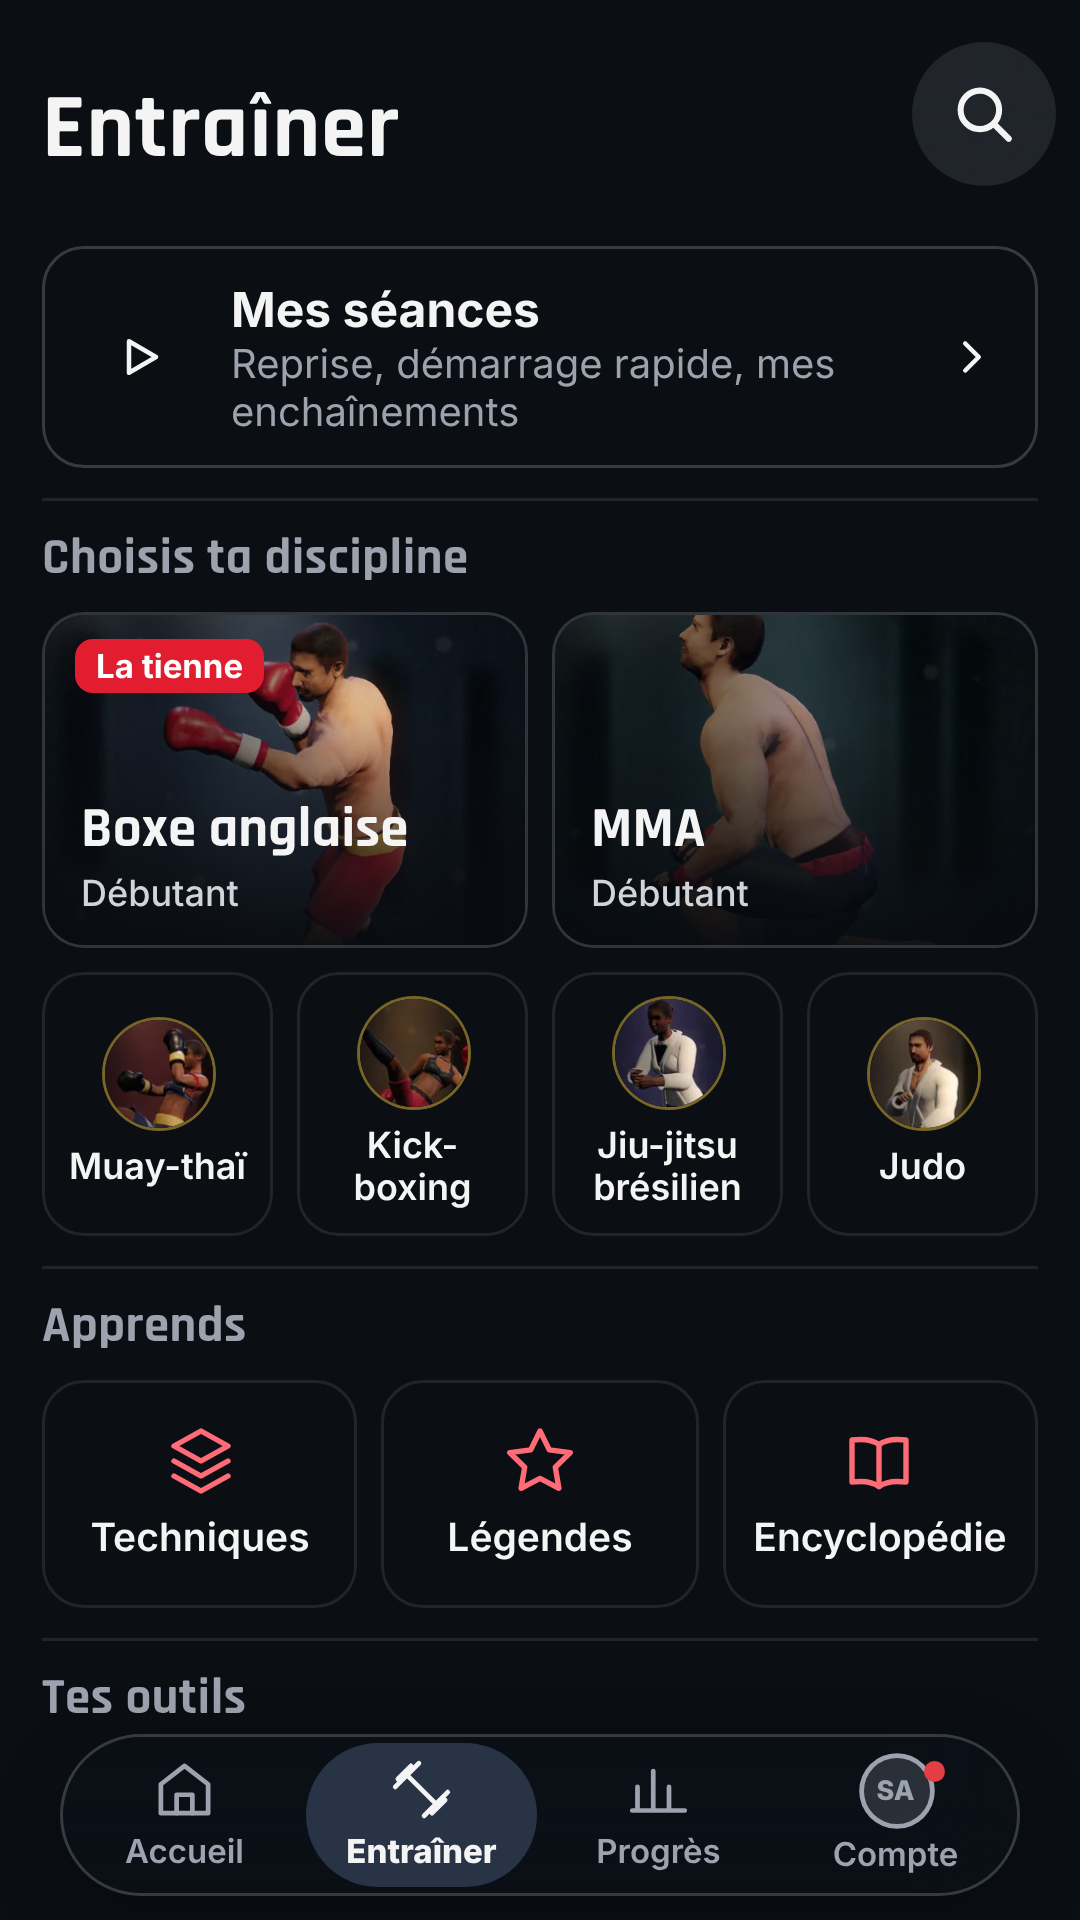 Entraîner
Mes séances
Reprise, démarrage rapide, mes
enchaînements
Choisis ta discipline
La tienne
Boxe anglaise
Débutant
MMA
Débutant
Muay-thaï
Kick-
boxing
Jiu-jitsu
brésilien
Judo
Apprends
Techniques
Légendes
Encyclopédie
Tes outils
Accueil
Entraîner
Progrès
SA
Compte